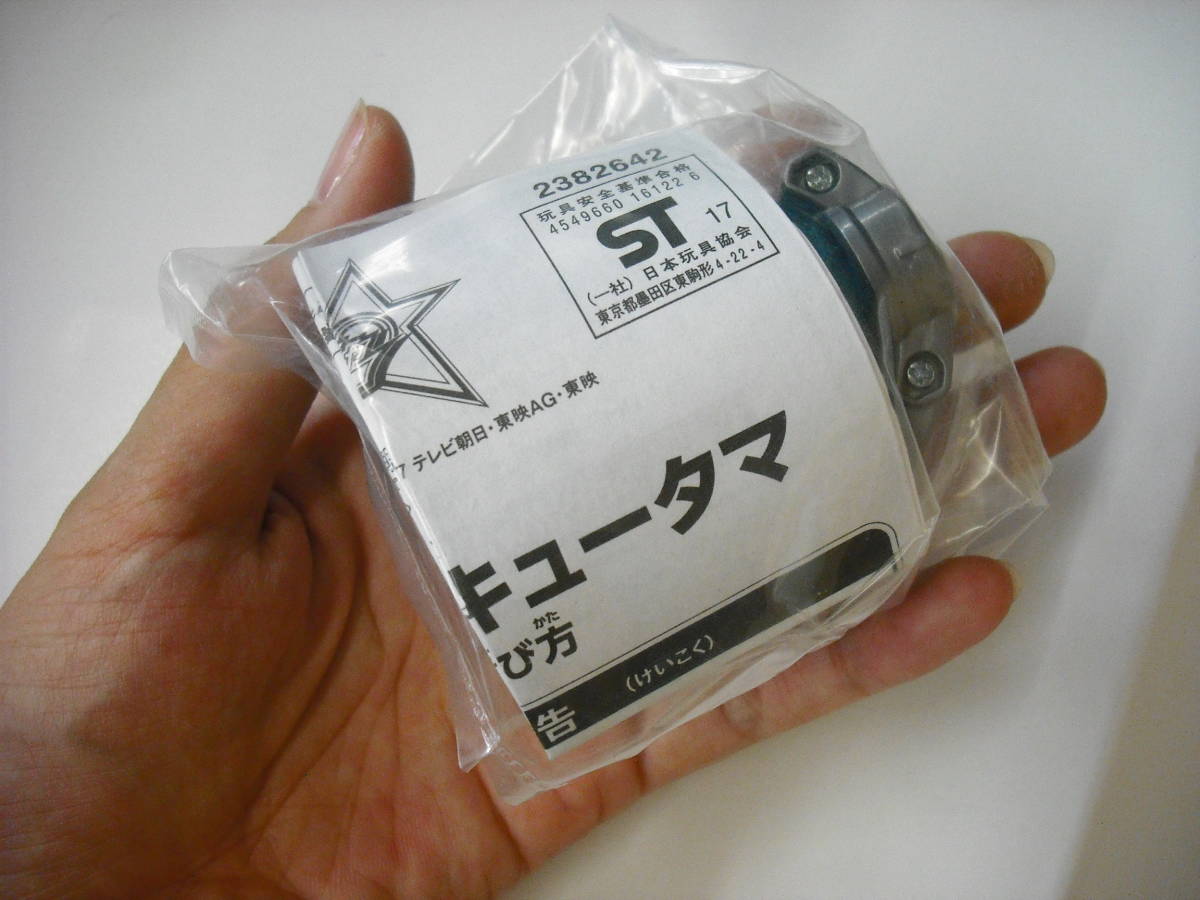 2382642
玩具安全基準合格
4549660 16122 6
ST 17
(一社)日本玩具協会
東京都墨田区東駒形4-22-4
7 テレビ朝日・東映AG・東映
キュータマ
かた
び方
告 (けいこく)